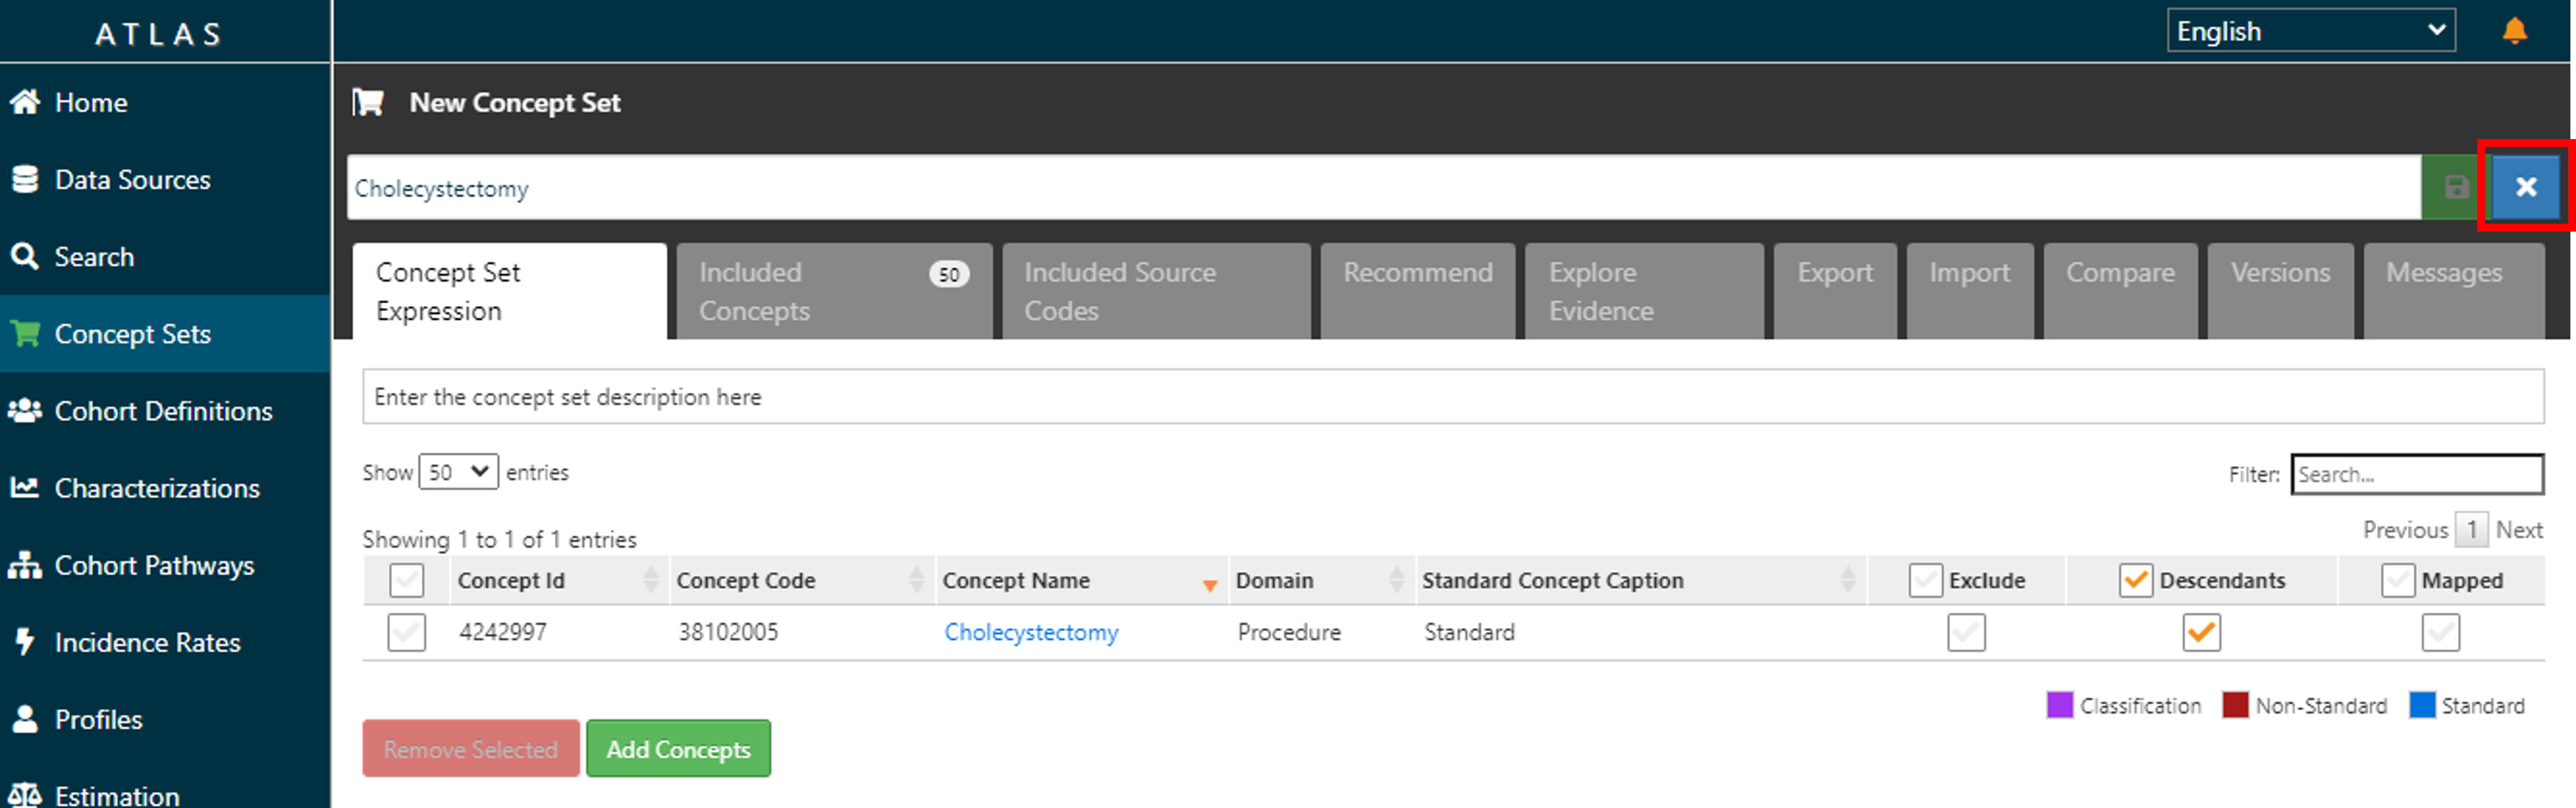 ATLAS
English
Home
Data Sources
Search
Concept Sets
Cohort Definitions
Characterizations
Cohort Pathways
Incidence Rates
Profiles
Estimation
New Concept Set
Cholecystectomy
Concept Set
Expression
Included
Concepts
50
Included Source
Codes
Recommend
Explore
Evidence
Export
Import
Compare
Versions
Messages
Enter the concept set description here
Show 50 entries
Filter: Search...
Showing 1 to 1 of 1 entries
Previous 1 Next
Concept Id Concept Code Concept Name Domain Standard Concept Caption Exclude Descendants Mapped
4242997 38102005 Cholecystectomy Procedure Standard
Classification Non-Standard Standard
Remove Selected Add Concepts